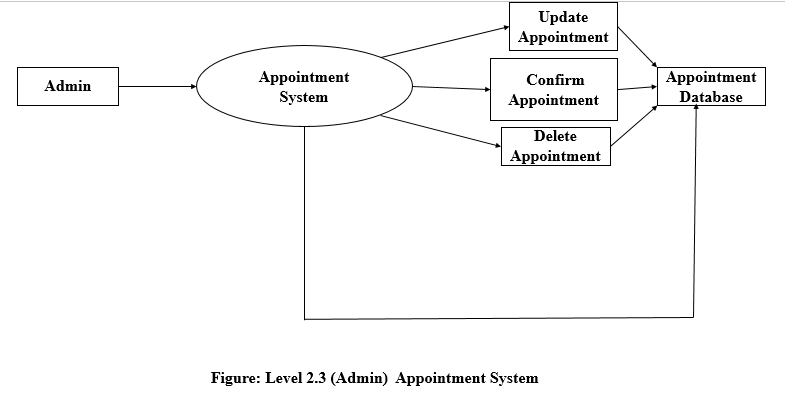 Admin
Appointment
System
Update
Appointment
Confirm
Appointment
Delete
Appointment
Appointment
Database
Figure: Level 2.3 (Admin) Appointment System